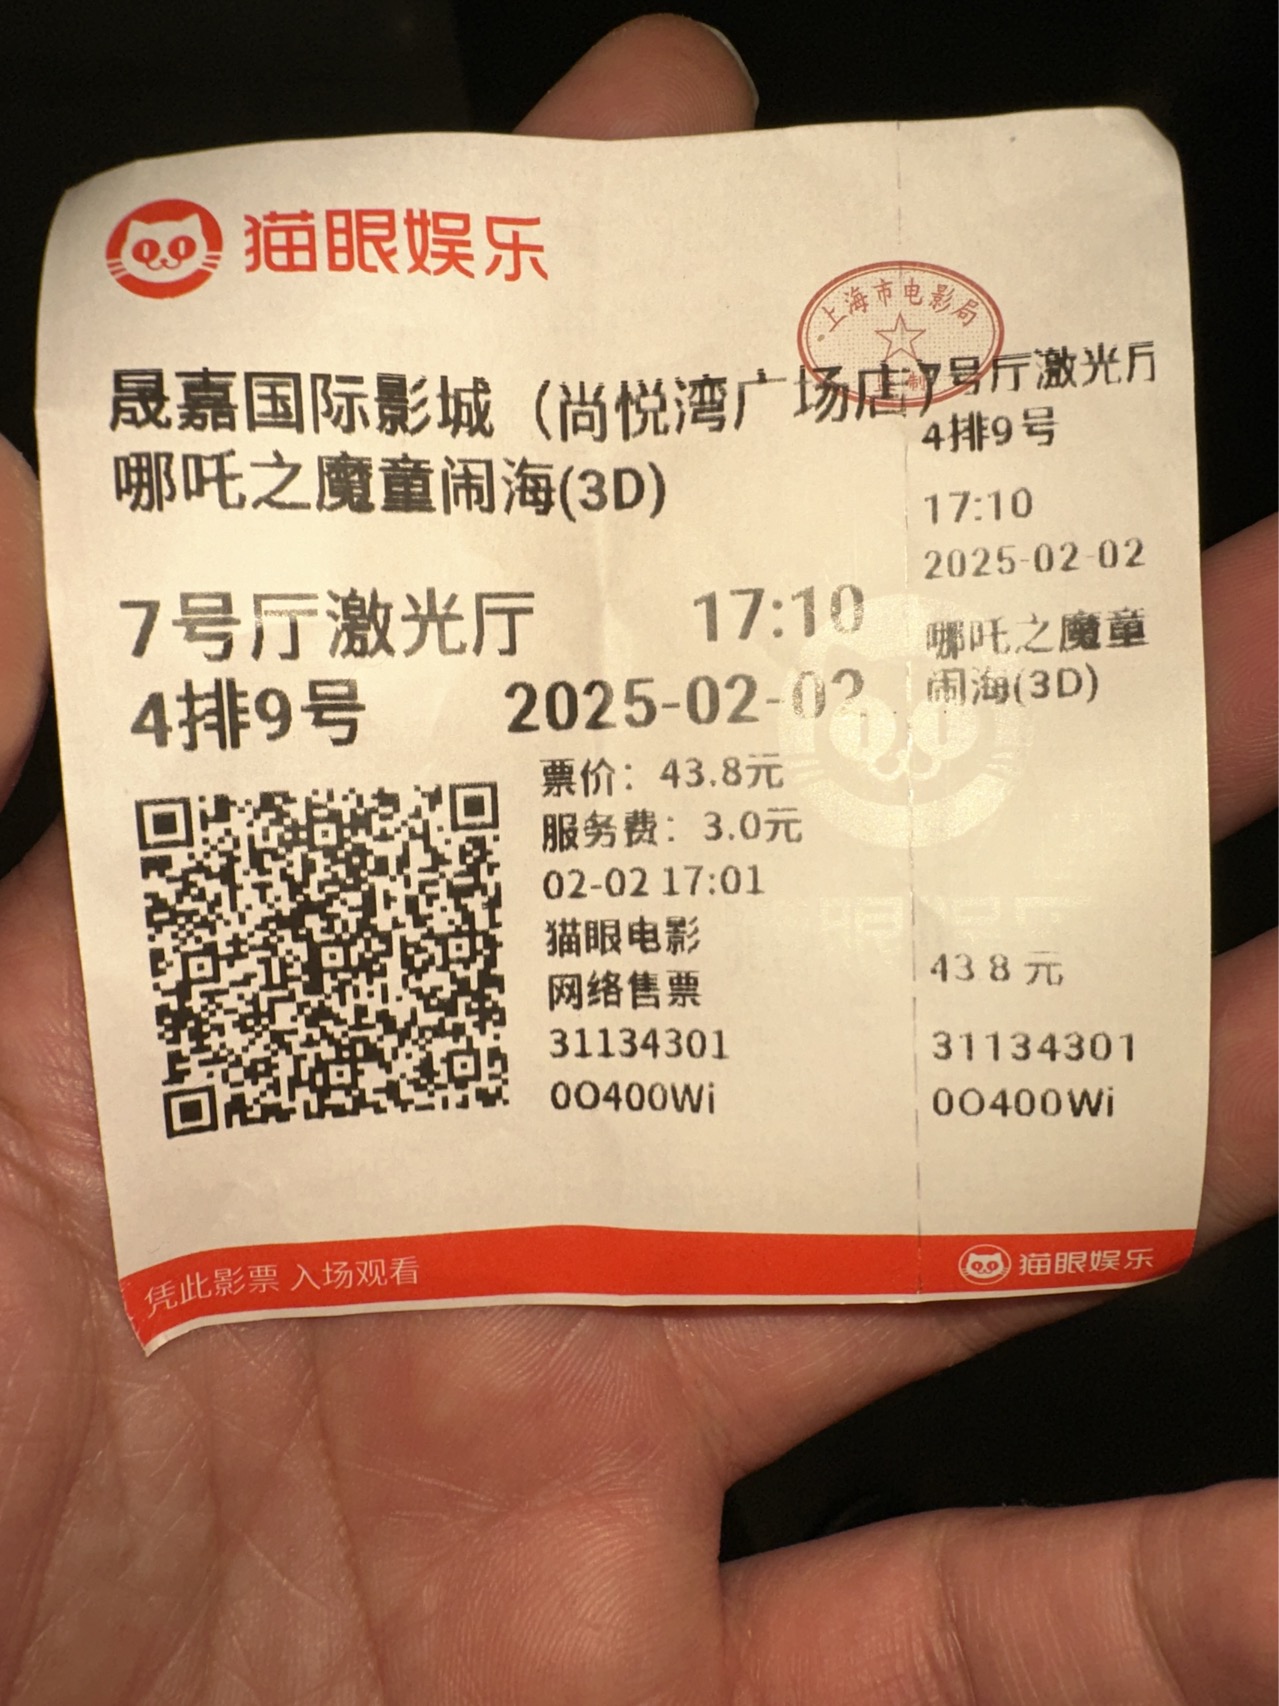 猫眼娱乐
上海市电影局
晟嘉国际影城（尚悦湾广场店）
哪吒之魔童闹海(3D)
7号厅激光厅 17:10
4排9号 2025-02-02
票价：43.8元
服务费：3.0元
02-02 17:01
猫眼电影
网络售票
31134301
0O400Wi
7号厅激光厅
4排9号
17:10
2025-02-02
哪吒之魔童
闹海(3D)
43.8 元
31134301
0O400Wi
凭此影票 入场观看
猫眼娱乐